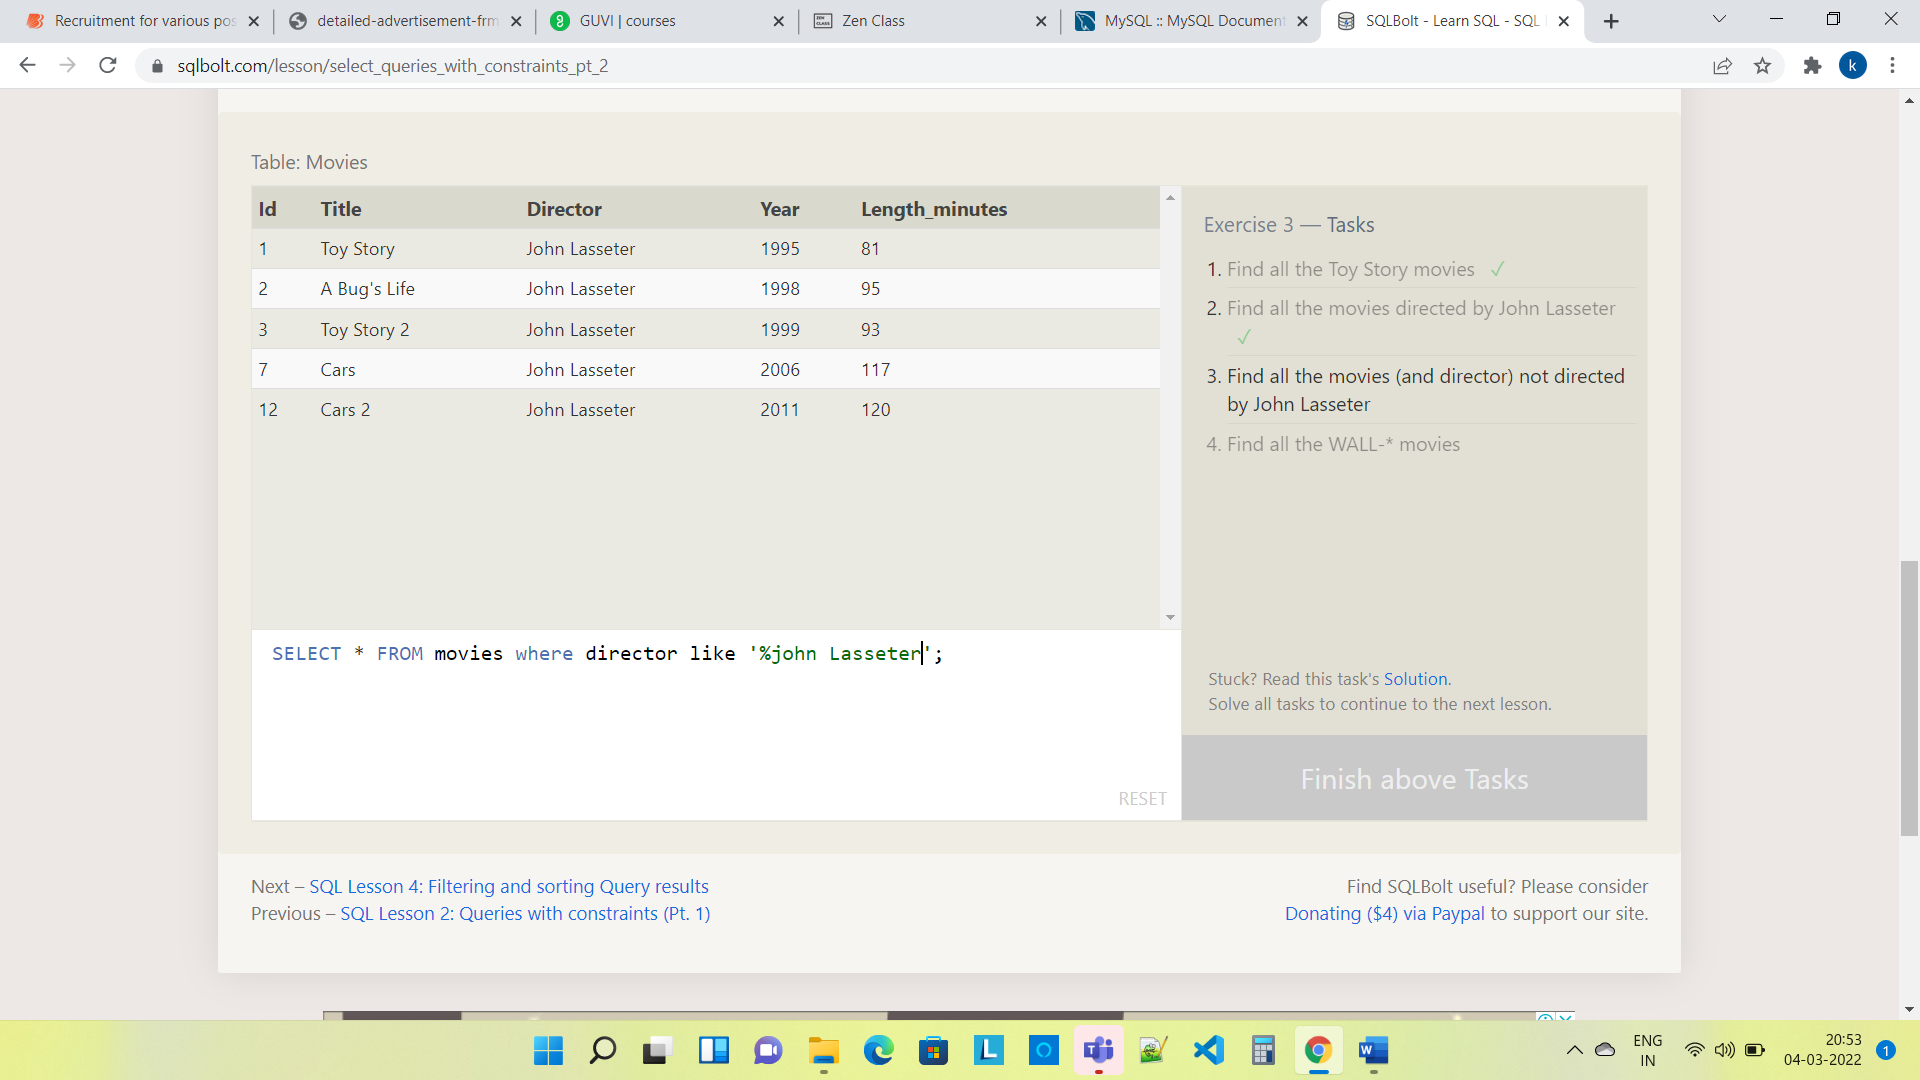 Recruitment for various pos
detailed-advertisement-frm
GUVI | courses
Zen Class
MySQL :: MySQL Document
SQLBolt - Learn SQL - SQL
sqlbolt.com/lesson/select_queries_with_constraints_pt_2
k
Table: Movies
Id Title Director Year Length_minutes
1 Toy Story John Lasseter 1995 81
2 A Bug's Life John Lasseter 1998 95
3 Toy Story 2 John Lasseter 1999 93
7 Cars John Lasseter 2006 117
12 Cars 2 John Lasseter 2011 120
Exercise 3 — Tasks
1. Find all the Toy Story movies ✓
2. Find all the movies directed by John Lasseter
✓
3. Find all the movies (and director) not directed
by John Lasseter
4. Find all the WALL-* movies
SELECT * FROM movies where director like '%john Lasseter';
RESET
Stuck? Read this task's Solution.
Solve all tasks to continue to the next lesson.
Finish above Tasks
Next – SQL Lesson 4: Filtering and sorting Query results
Previous – SQL Lesson 2: Queries with constraints (Pt. 1)
Find SQLBolt useful? Please consider
Donating ($4) via Paypal to support our site.
ENG
IN
20:53
04-03-2022
1